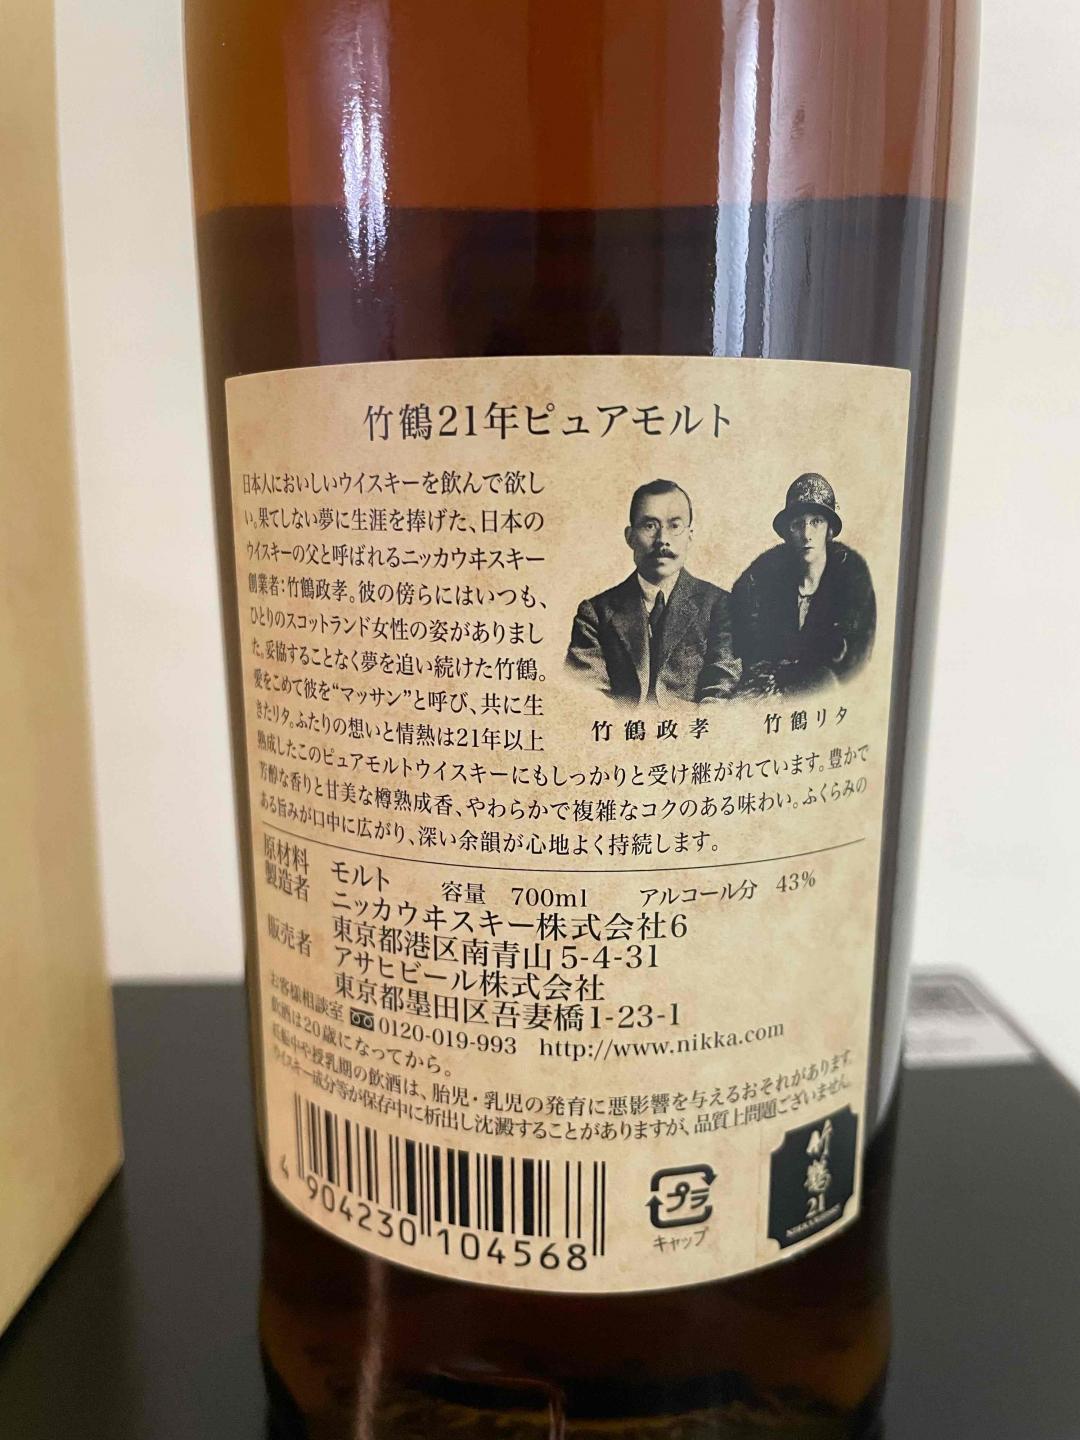 竹鶴21年ピュアモルト
日本人においしいウイスキーを飲んで欲し
い。果てしない夢に生涯を捧げた、日本の
ウイスキーの父と呼ばれるニッカウヰスキー
創業者：竹鶴政孝。彼の傍らにはいつも、
ひとりのスコットランド女性の姿がありまし
た。妥協することなく夢を追い続けた竹鶴。
愛をこめて彼を“マッサン”と呼び、共に生
きたリタ。ふたりの想いと情熱は21年以上
熟成したこのピュアモルトウイスキーにもしっかりと受け継がれています。豊かで
芳醇な香りと甘美な樽熟成香、やわらかで複雑なコクのある味わい。ふくらみの
ある旨みが口中に広がり、深い余韻が心地よく持続します。
竹鶴政孝 竹鶴リタ
原材料 モルト 容量 700ml アルコール分 43%
製造者 ニッカウヰスキー株式会社6
東京都港区南青山5-4-31
販売者 アサヒビール株式会社
東京都墨田区吾妻橋1-23-1
お客様相談室 0120-019-993 http://www.nikka.com
飲酒は20歳になってから。
妊娠中や授乳期の飲酒は、胎児・乳児の発育に悪影響を与えるおそれがあります。
ウイスキー成分等が保存中に析出し沈澱することがありますが、品質上問題ございません。
4 904230 104568
プラ
キャップ
竹鶴
21